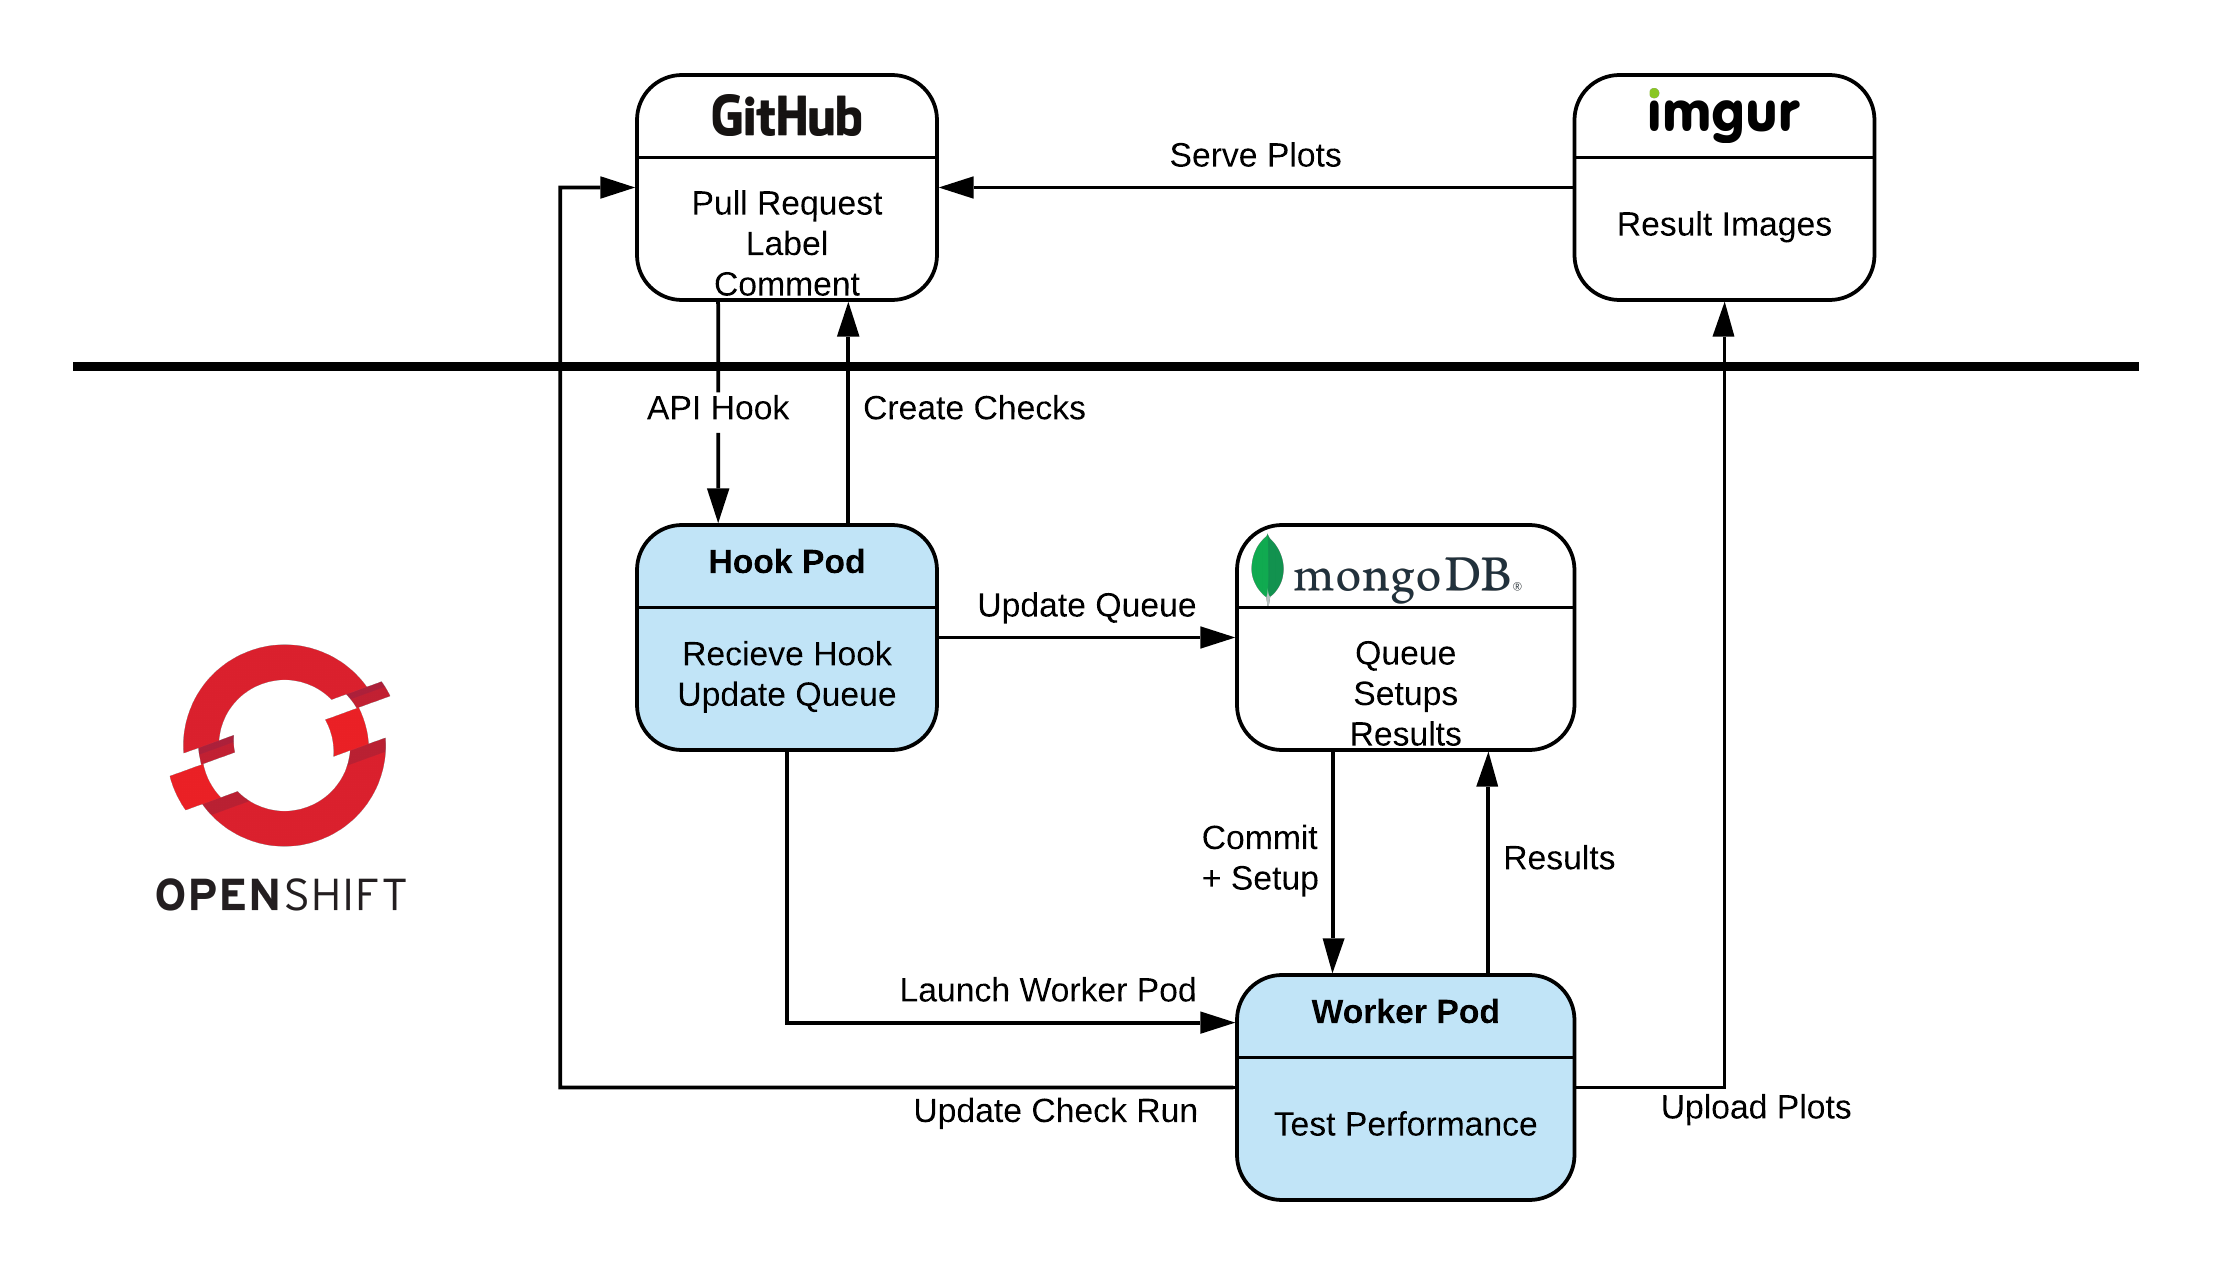 GitHub
Pull Request
Label
Comment
Serve Plots
imgur
Result Images
API Hook
Create Checks
Hook Pod
Recieve Hook
Update Queue
Update Queue
mongoDB®
Queue
Setups
Results
OPENSHIFT
Commit
+ Setup
Results
Launch Worker Pod
Worker Pod
Test Performance
Update Check Run
Upload Plots